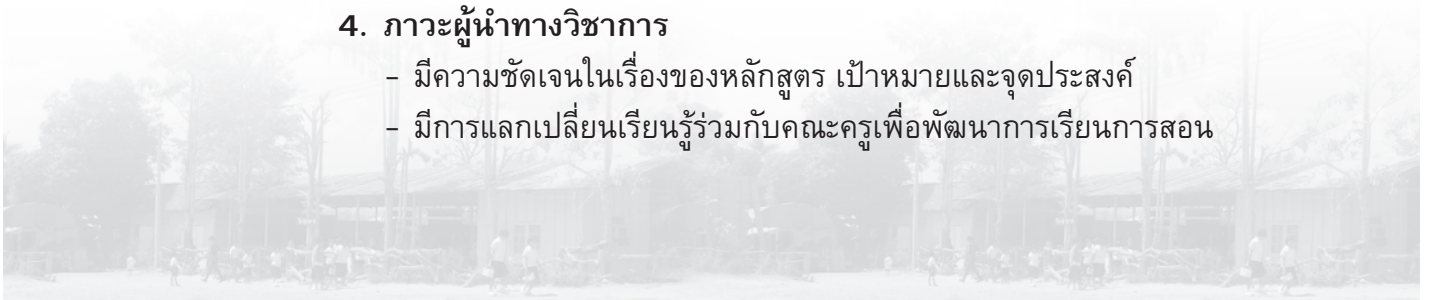 4. ภาวะผู้นำทางวิชาการ
- มีความชัดเจนในเรื่องของหลักสูตร เป้าหมายและจุดประสงค์
- มีการแลกเปลี่ยนเรียนรู้ร่วมกับคณะครูเพื่อพัฒนาการเรียนการสอน